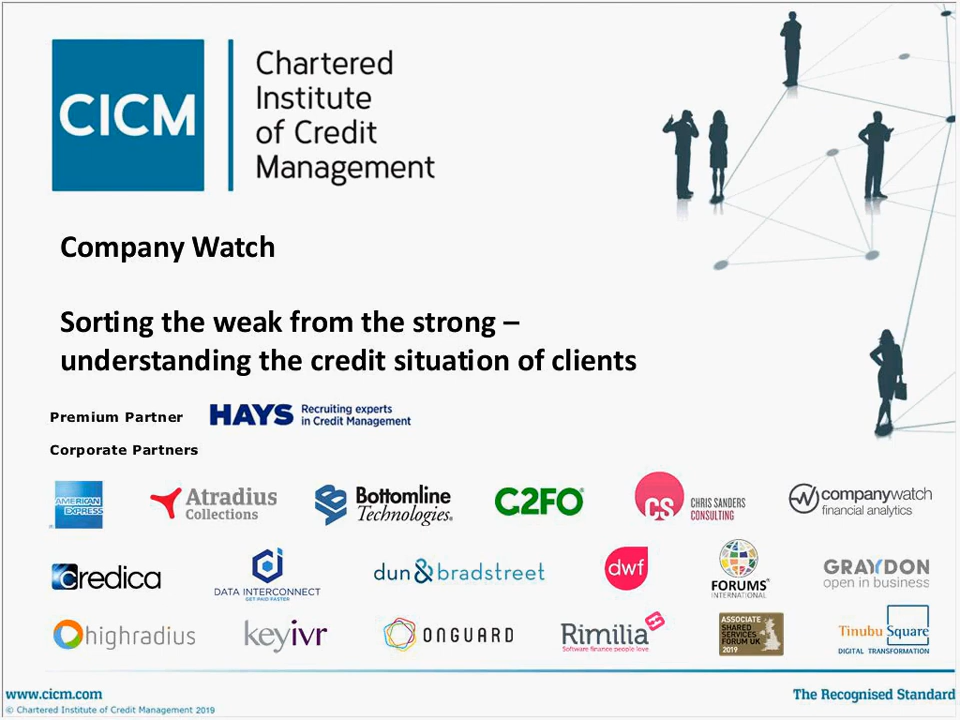 CICM
Chartered
Institute
of Credit
Management
Company Watch
Sorting the weak from the strong –
understanding the credit situation of clients
Premium Partner
HAYS Recruiting experts
in Credit Management
Corporate Partners
AMERICAN
EXPRESS
Atradius
Collections
Bottomline
Technologies®
C2FO®
CS CHRIS SANDERS
CONSULTING
companywatch
financial analytics
credica
DATA INTERCONNECT
GET PAID FASTER
dun & bradstreet
dwf
FORUMS®
INTERNATIONAL
GRAYDON
open in business
highradius
keyivr
ONGUARD
Rimilia
Software finance people love
ASSOCIATE
SHARED
SERVICES
FORUM UK
2019
Tinubu Square
DIGITAL TRANSFORMATION
www.cicm.com
The Recognised Standard
© Chartered Institute of Credit Management 2019